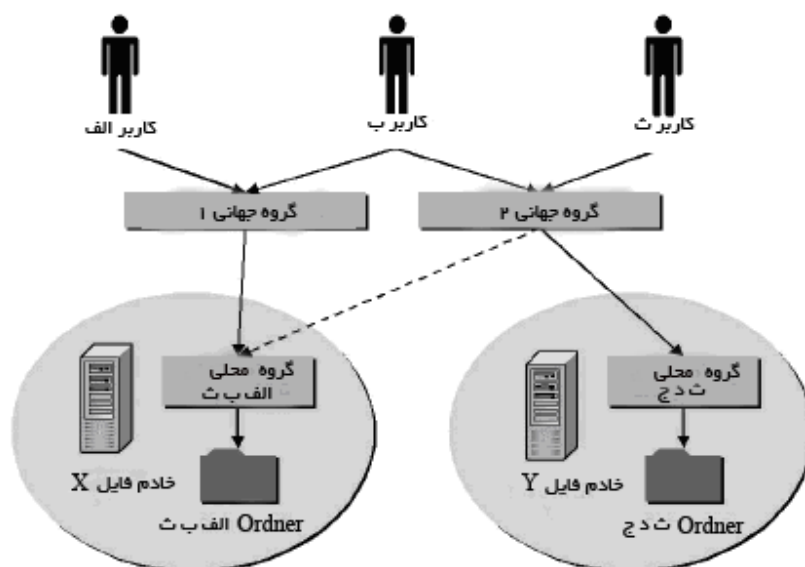 کاربر الف
کاربر ب
کاربر ث
گروه جهانی ۱
گروه جهانی ۲
گروه محلی
الف ب ث
خادم فایل X
Ordner الف ب ث
گروه محلی
ث د ج
خادم فایل Y
Ordner ث د ج